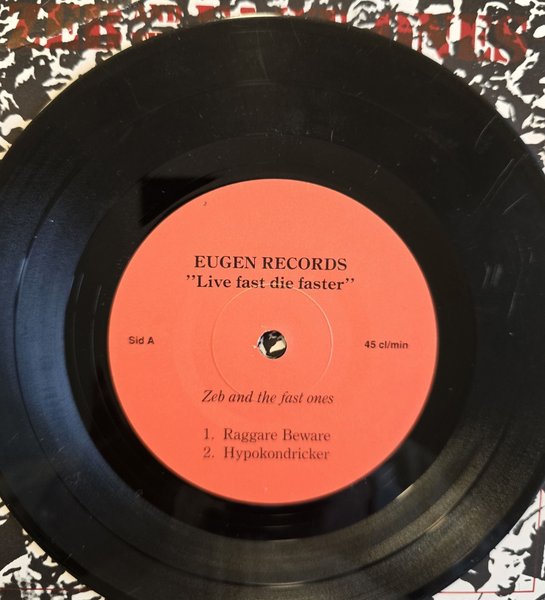 EUGEN RECORDS
"Live fast die faster"
Sid A
45 cl/min
Zeb and the fast ones
1. Raggare Beware
2. Hypokondricker